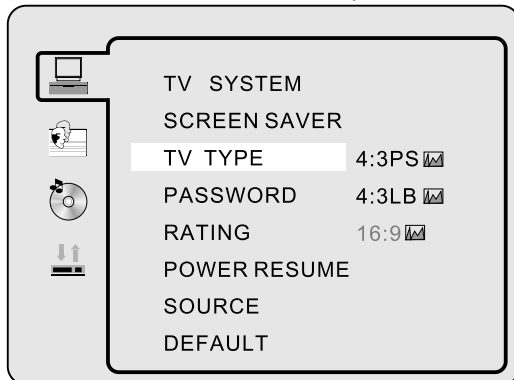 TV SYSTEM
SCREEN SAVER
TV TYPE 4:3PS
PASSWORD 4:3LB
RATING 16:9
POWER RESUME
SOURCE
DEFAULT